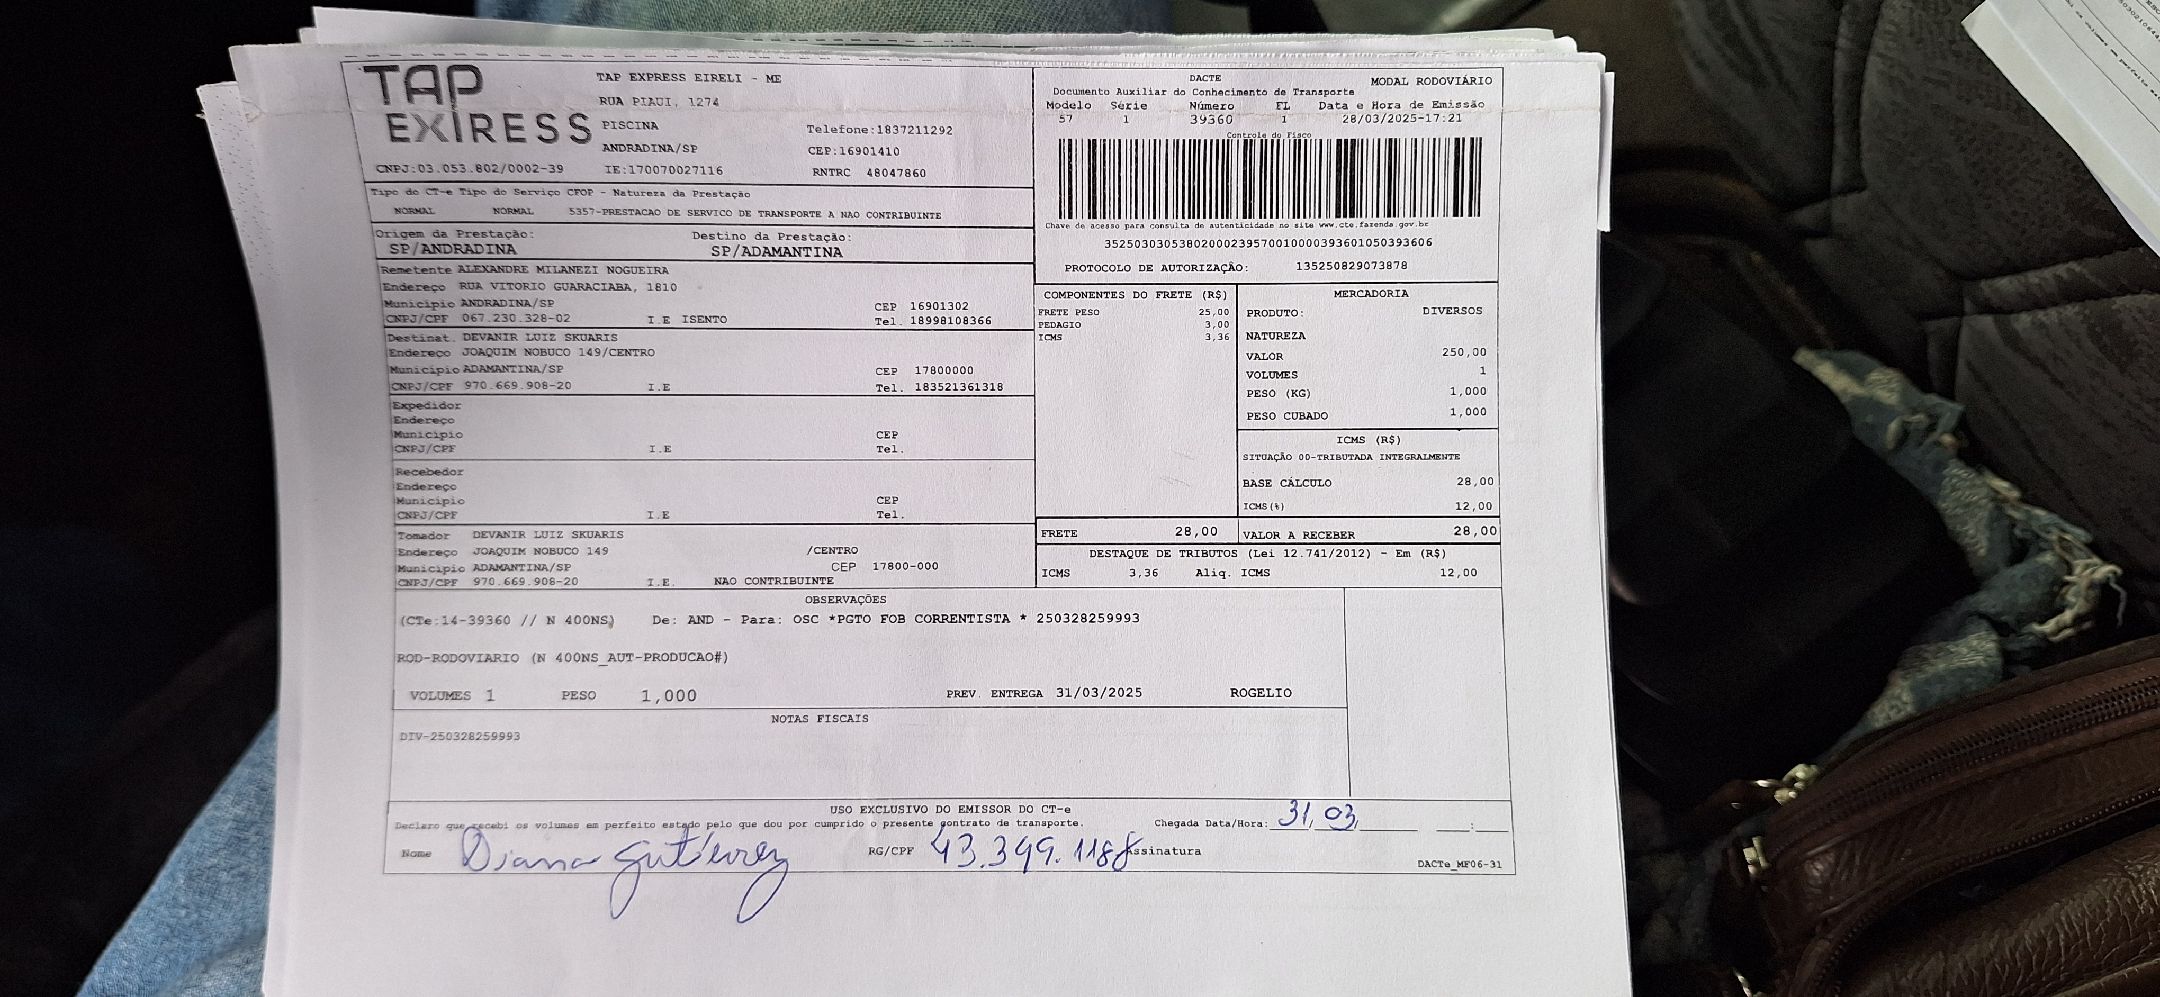 TAP
EXPRESS
TAP EXPRESS EIRELI - ME
RUA PIAUI, 1274
PISCINA
Telefone:1837211292
ANDRADINA/SP
CEP:16901410
CNPJ:03.053.802/0002-39 IE:170070027116 RNTRC 48047860
Tipo do CT-e Tipo do Serviço CFOP - Natureza da Prestação
NORMAL NORMAL 5357-PRESTACAO DE SERVICO DE TRANSPORTE A NAO CONTRIBUINTE
Origem da Prestação: Destino da Prestação:
SP/ANDRADINA SP/ADAMANTINA
DACTE MODAL RODOVIÁRIO
Documento Auxiliar do Conhecimento de Transporte
Modelo Série Número FL Data e Hora de Emissão
57 1 39360 1 28/03/2025-17:21
Controle do Fisco
Chave de acesso para consulta de autenticidade no site www.cte.fazenda.gov.br
35250303053802000239570010000393601050393606
PROTOCOLO DE AUTORIZAÇÃO: 135250829073878
Remetente ALEXANDRE MILANEZI NOGUEIRA
Endereço RUA VITORIO GUARACIABA, 1810
Município ANDRADINA/SP CEP 16901302
CNPJ/CPF 067.230.328-02 I.E ISENTO Tel. 18998108366
Destinat. DEVANIR LUIZ SKUARIS
Endereço JOAQUIM NOBUCO 149/CENTRO
Município ADAMANTINA/SP CEP 17800000
CNPJ/CPF 970.669.908-20 I.E Tel. 183521361318
Expedidor
Endereço
Município CEP
CNPJ/CPF I.E Tel.
Recebedor
Endereço
Município CEP
CNPJ/CPF I.E Tel.
Tomador DEVANIR LUIZ SKUARIS
Endereço JOAQUIM NOBUCO 149 /CENTRO
Município ADAMANTINA/SP CEP 17800-000
CNPJ/CPF 970.669.908-20 I.E. NAO CONTRIBUINTE
COMPONENTES DO FRETE (R$)
FRETE PESO 25,00
PEDAGIO 3,00
ICMS 3,36
MERCADORIA
PRODUTO: DIVERSOS
NATUREZA
VALOR 250,00
VOLUMES 1
PESO (KG) 1,000
PESO CUBADO 1,000
ICMS (R$)
SITUAÇÃO 00-TRIBUTADA INTEGRALMENTE
BASE CÁLCULO 28,00
ICMS(%) 12,00
FRETE 28,00 VALOR A RECEBER 28,00
DESTAQUE DE TRIBUTOS (Lei 12.741/2012) - Em (R$)
ICMS 3,36 Aliq. ICMS 12,00
OBSERVAÇÕES
(CTe:14-39360 // N 400NS) De: AND - Para: OSC *PGTO FOB CORRENTISTA * 250328259993
ROD-RODOVIARIO (N 400NS_AUT-PRODUCAO#)
VOLUMES 1 PESO 1,000 PREV. ENTREGA 31/03/2025 ROGELIO
NOTAS FISCAIS
DIV-250328259993
USO EXCLUSIVO DO EMISSOR DO CT-e
Declaro que recebi os volumes em perfeito estado pelo que dou por cumprido o presente contrato de transporte. Chegada Data/Hora: 31, 03,
Nome Diana Gutierrez RG/CPF 43.399.1188 Assinatura
DACTe_MF06-31